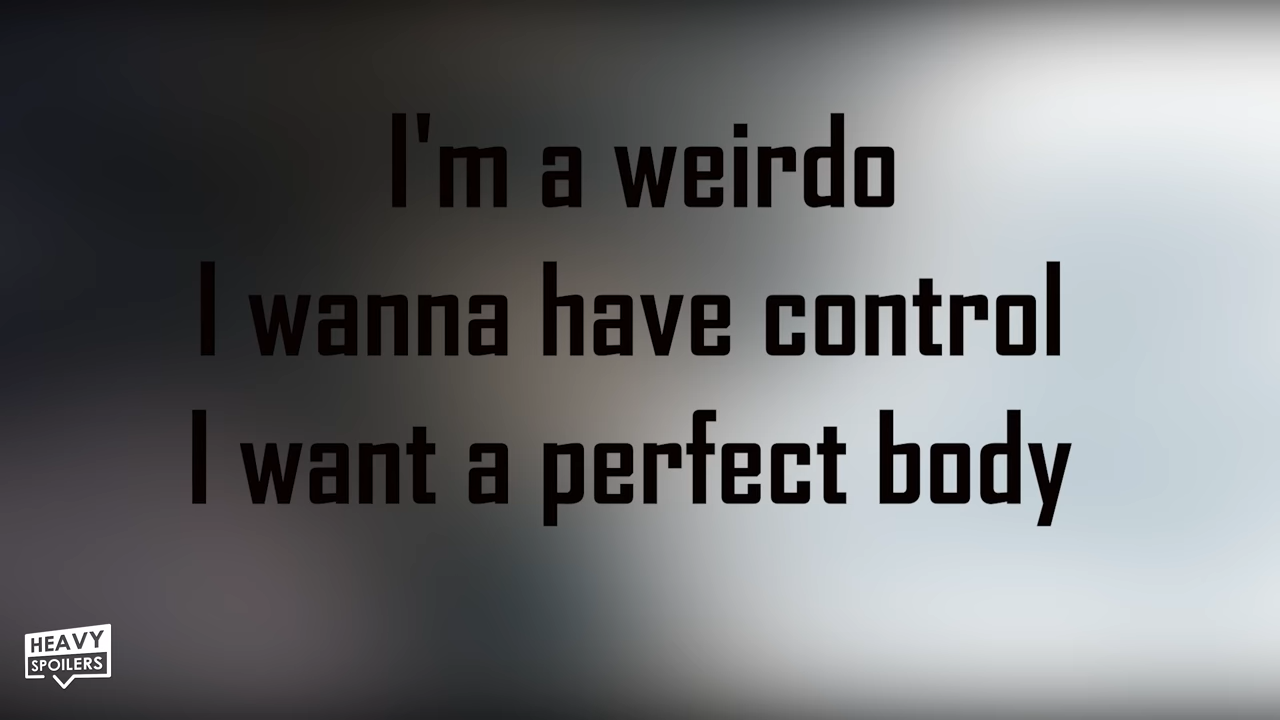 I'm a weirdo
I wanna have control
I want a perfect body
HEAVY
SPOILERS